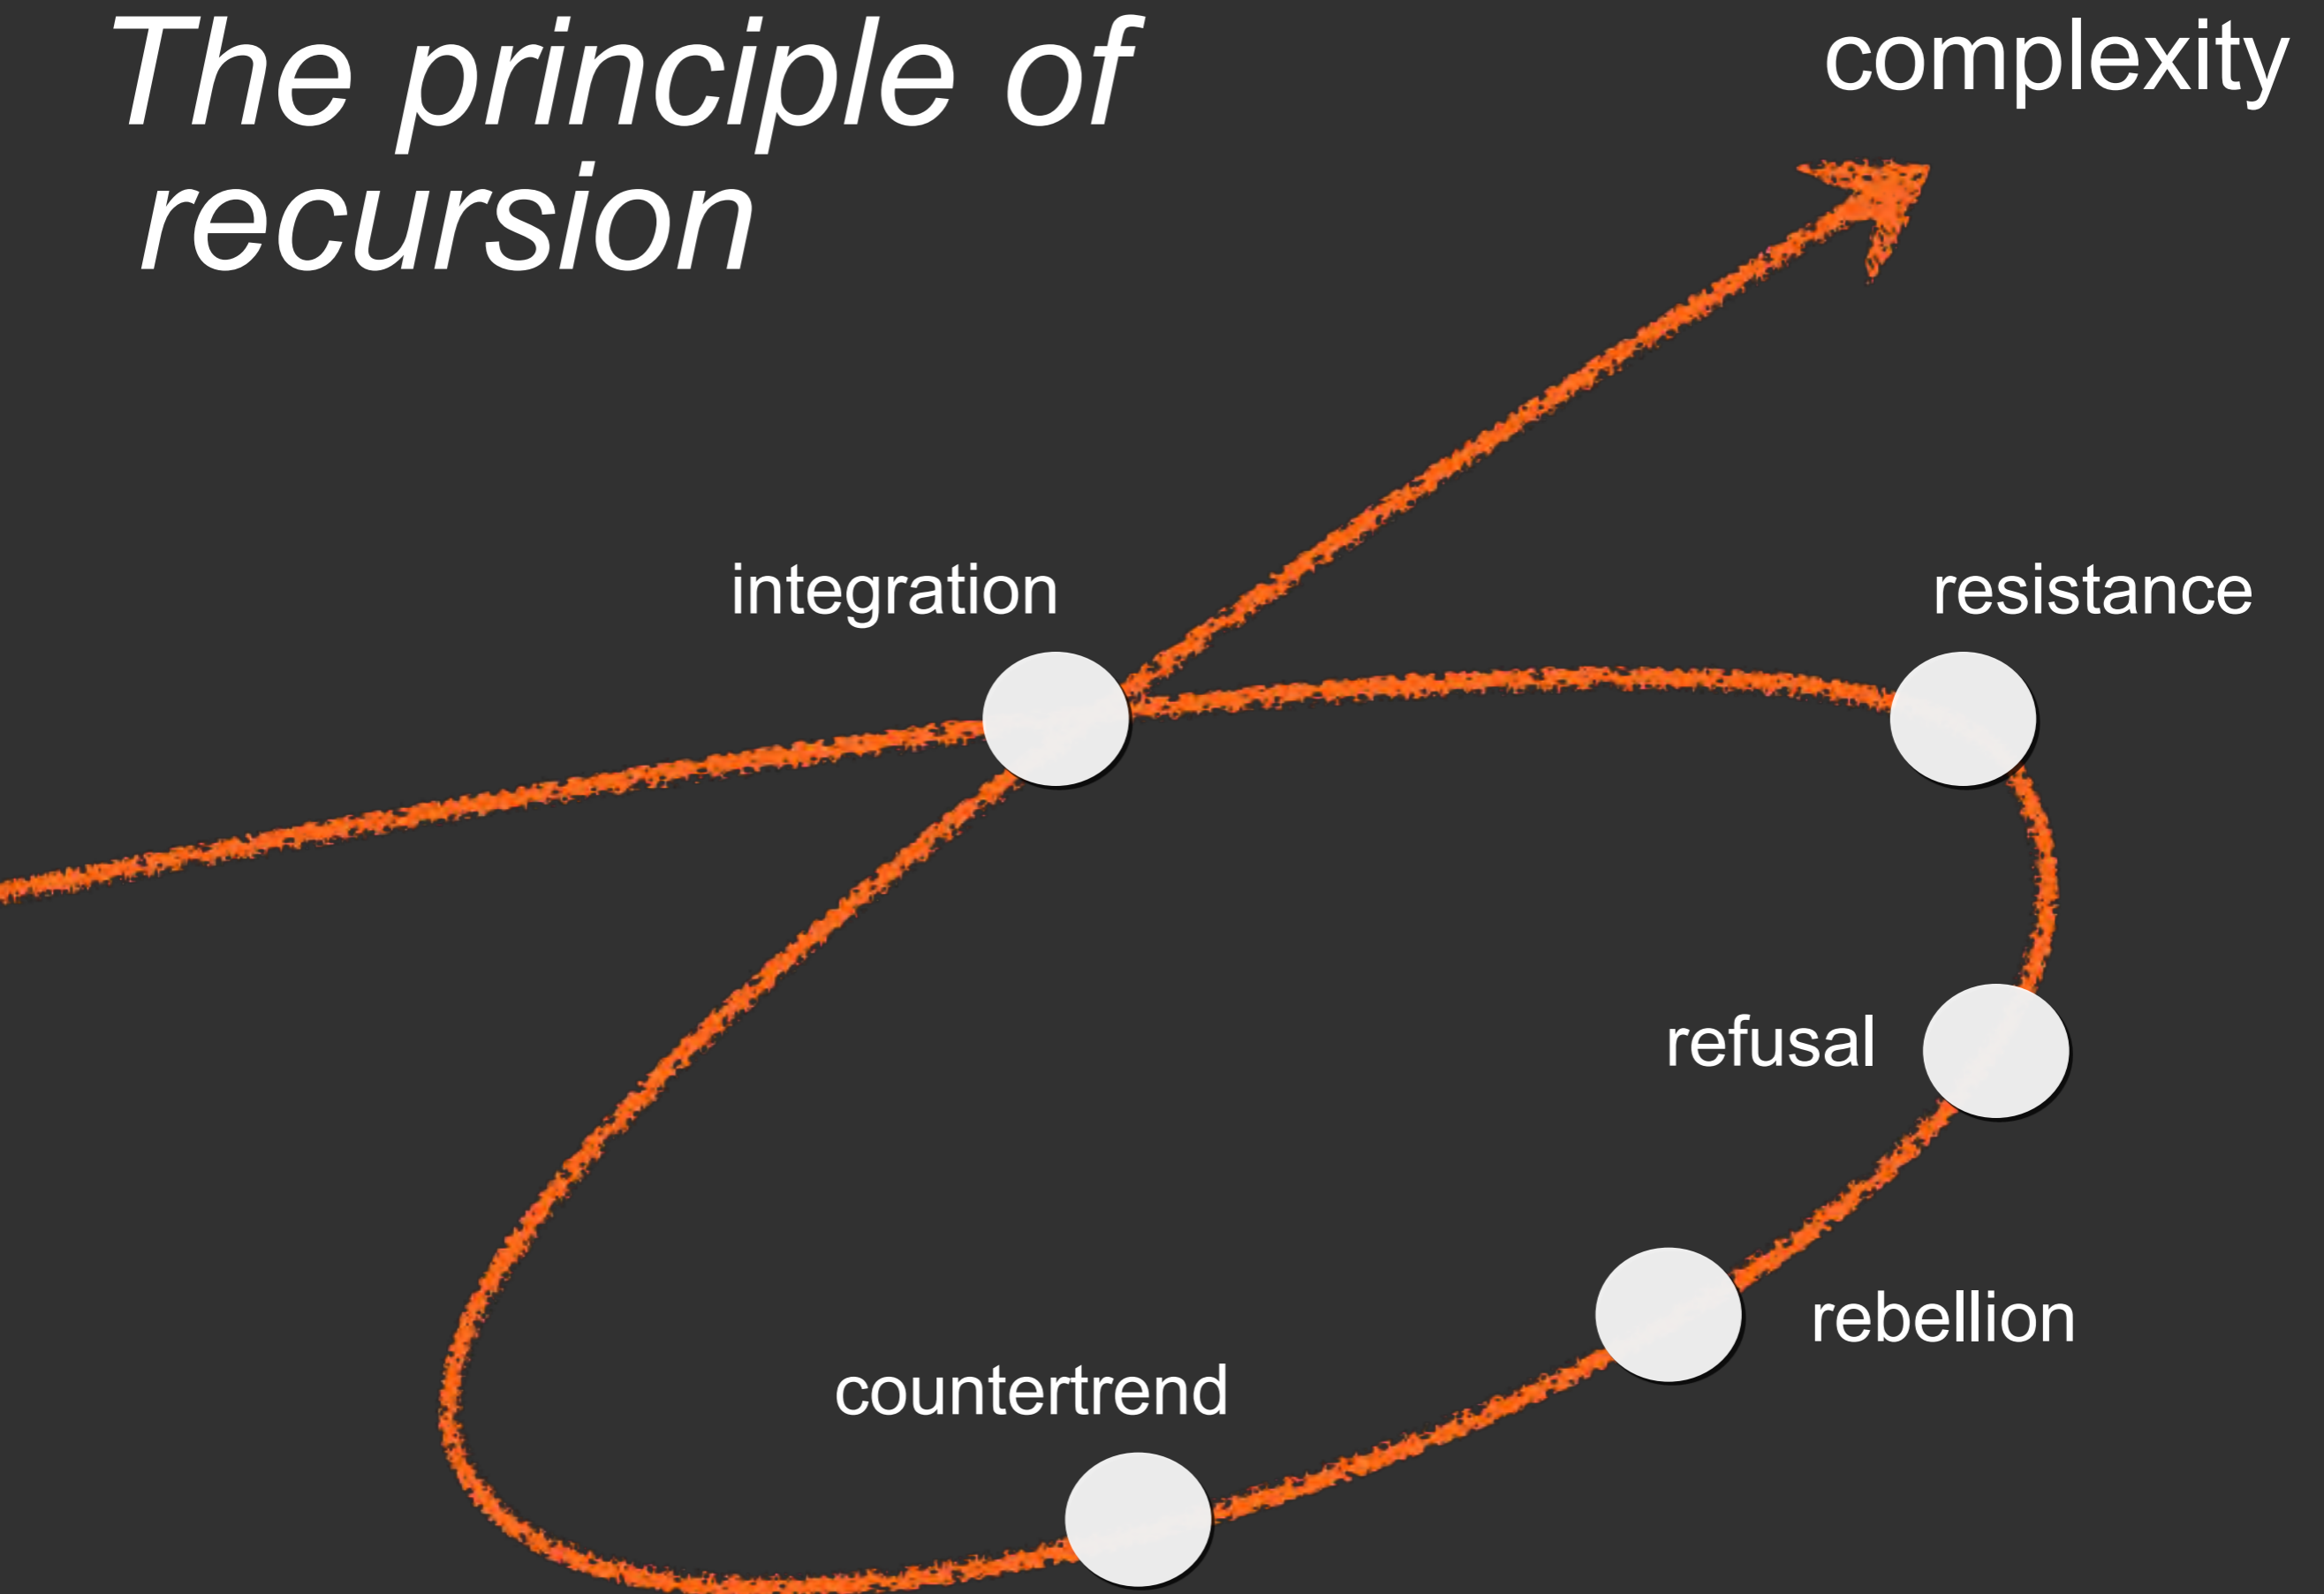 The principle of
recursion
complexity
integration
resistance
refusal
rebellion
countertrend